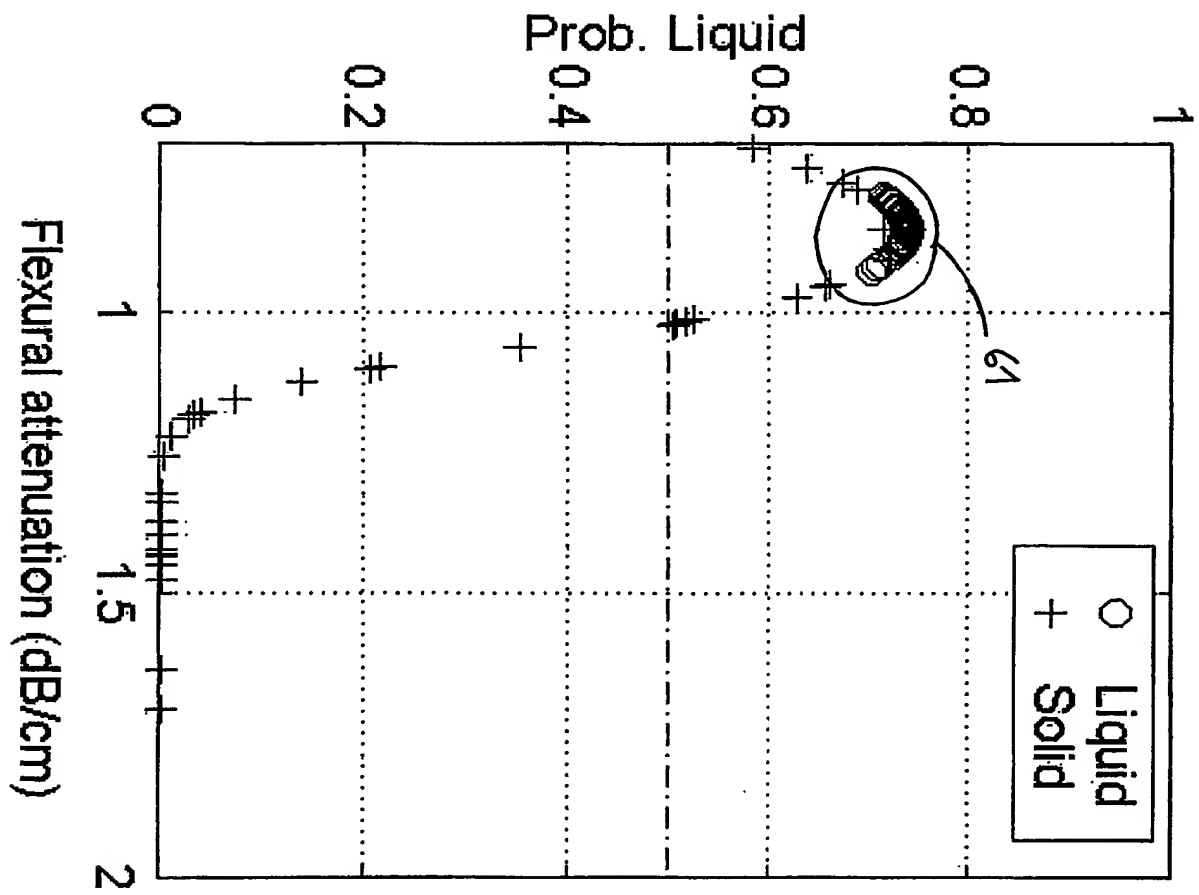 Prob. Liquid
1
0.8
0.6
0.4
0.2
0
1
1.5
2
Flexural attenuation (dB/cm)
Liquid
Solid
61